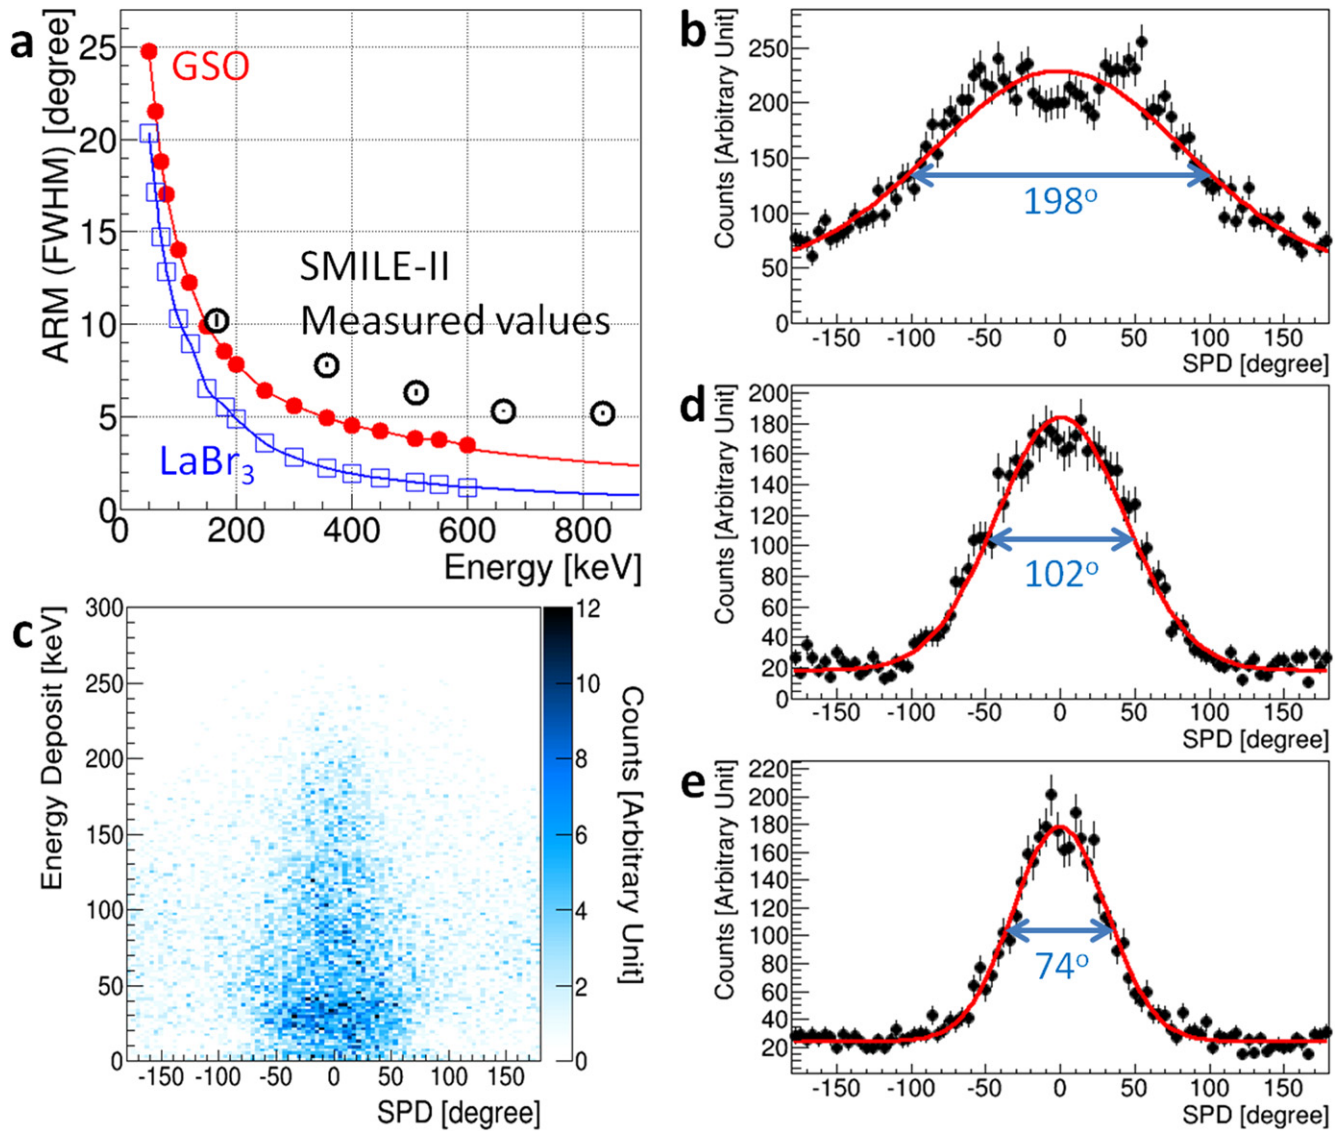 a
ARM (FWHM) [degree]
25
20
15
10
5
0
GSO
SMILE-II
Measured values
LaBr3
0 200 400 600 800
Energy [keV]
b
Counts [Arbitrary Unit]
250
200
150
100
50
0
198o
-150 -100 -50 0 50 100 150
SPD [degree]
c
Energy Deposit [keV]
300
250
200
150
100
50
0
-150 -100 -50 0 50 100 150
SPD [degree]
12
10
8
6
4
2
0
Counts [Arbitrary Unit]
d
Counts [Arbitrary Unit]
200
180
160
140
120
100
80
60
40
20
0
102o
-150 -100 -50 0 50 100 150
SPD [degree]
e
Counts [Arbitrary Unit]
220
200
180
160
140
120
100
80
60
40
20
74o
-150 -100 -50 0 50 100 150
SPD [degree]